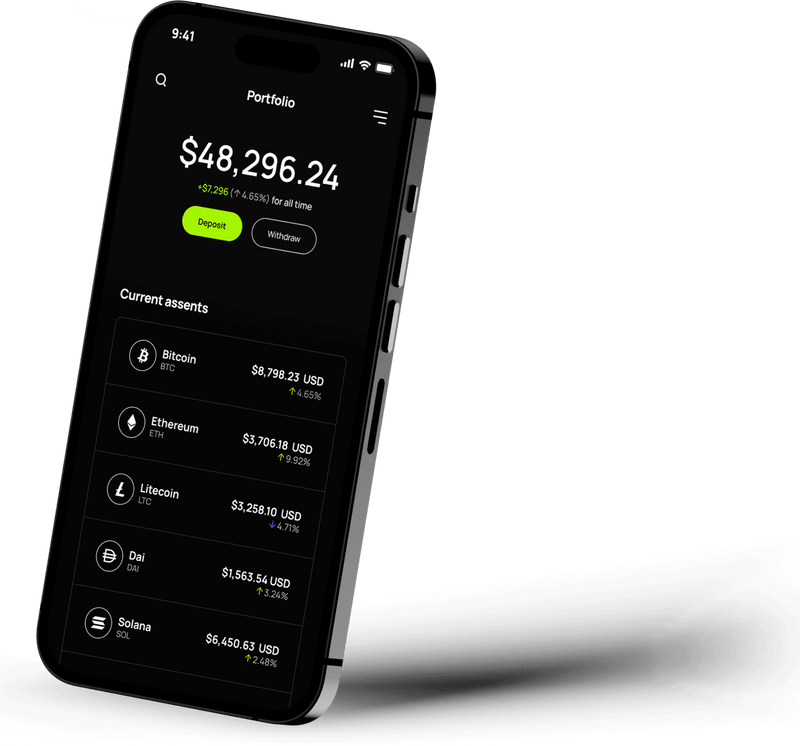 9:41
Portfolio
$48,296.24
+$7,296 (↑4.65%) for all time
Deposit
Withdraw
Current assents
Bitcoin
BTC
$8,798.23 USD
↑4.65%
Ethereum
ETH
$3,706.18 USD
↑9.92%
Litecoin
LTC
$3,258.10 USD
↓4.71%
Dai
DAI
$1,563.54 USD
↑3.24%
Solana
SOL
$6,450.63 USD
↑2.48%